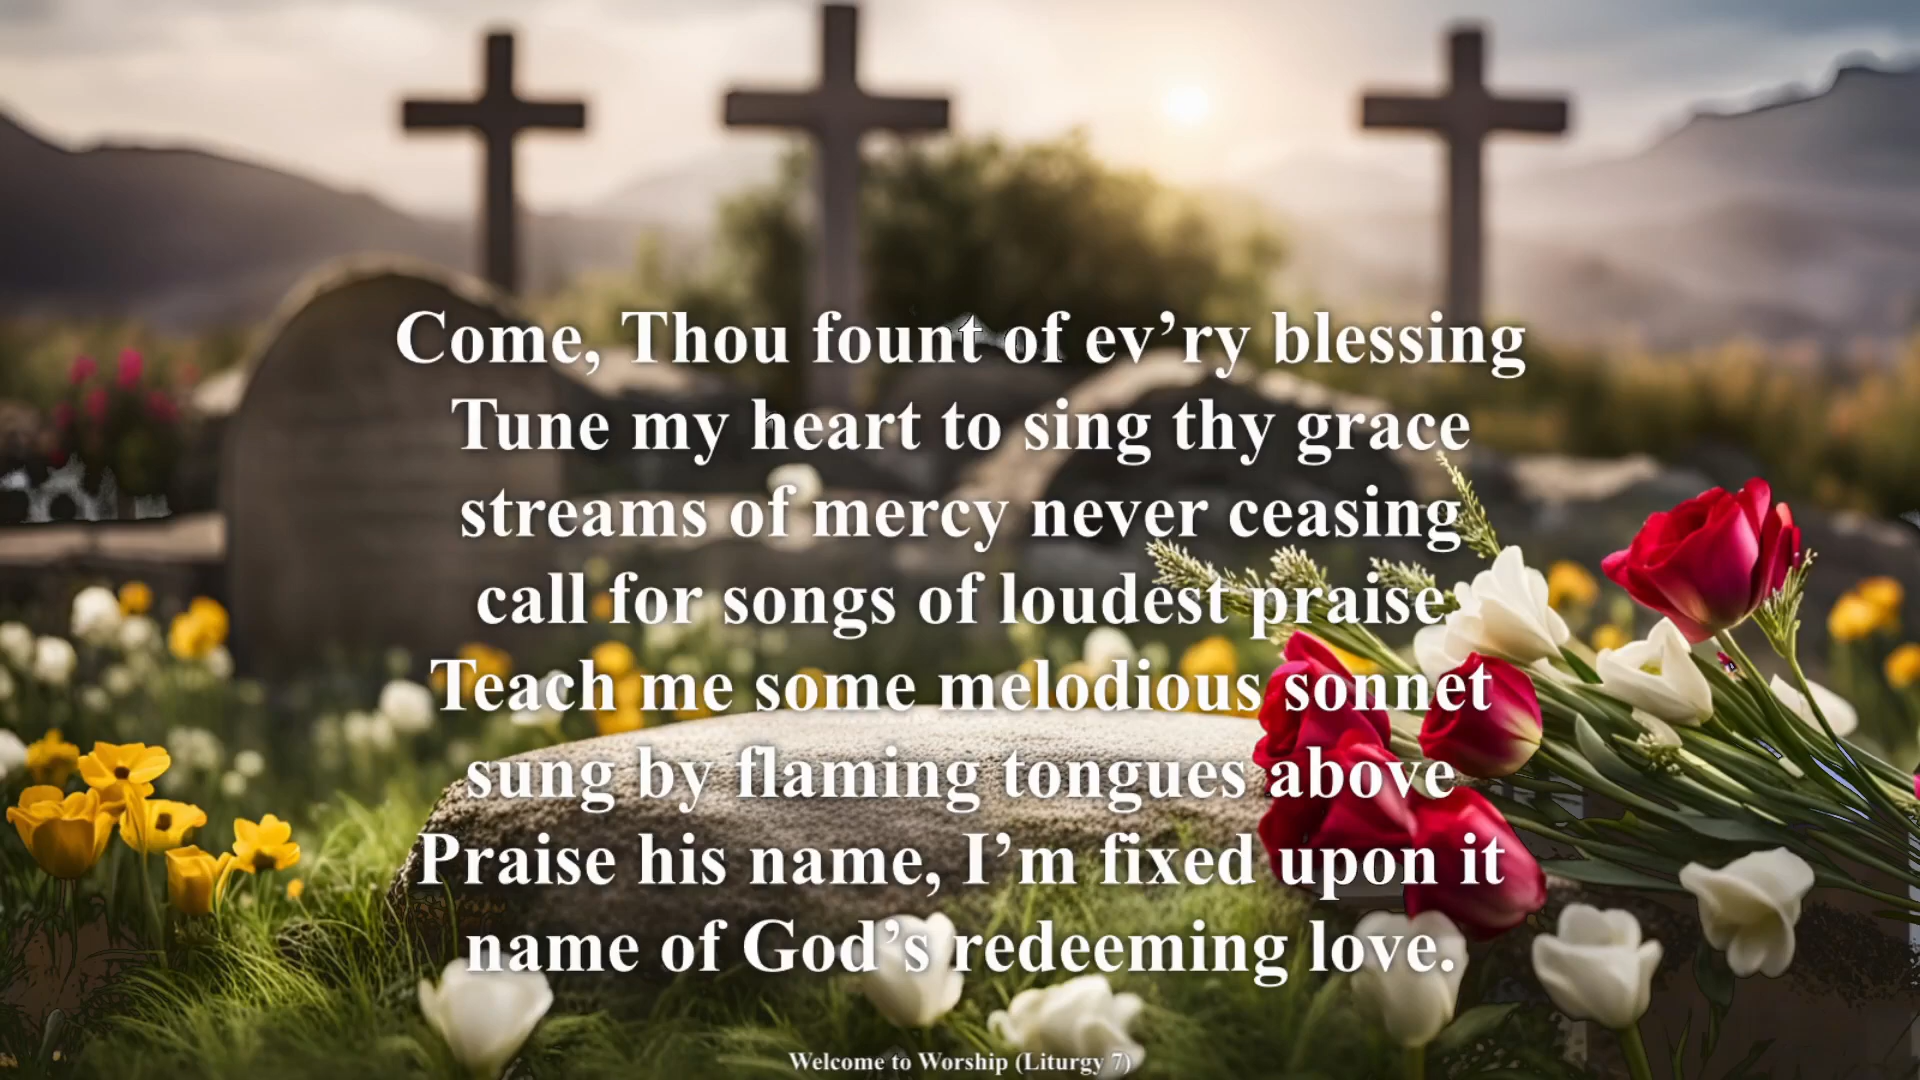 Come, Thou fount of ev’ry blessing
Tune my heart to sing thy grace
streams of mercy never ceasing
call for songs of loudest praise
Teach me some melodious sonnet
sung by flaming tongues above
Praise his name, I’m fixed upon it
name of God’s redeeming love.
Welcome to Worship (Liturgy 7)